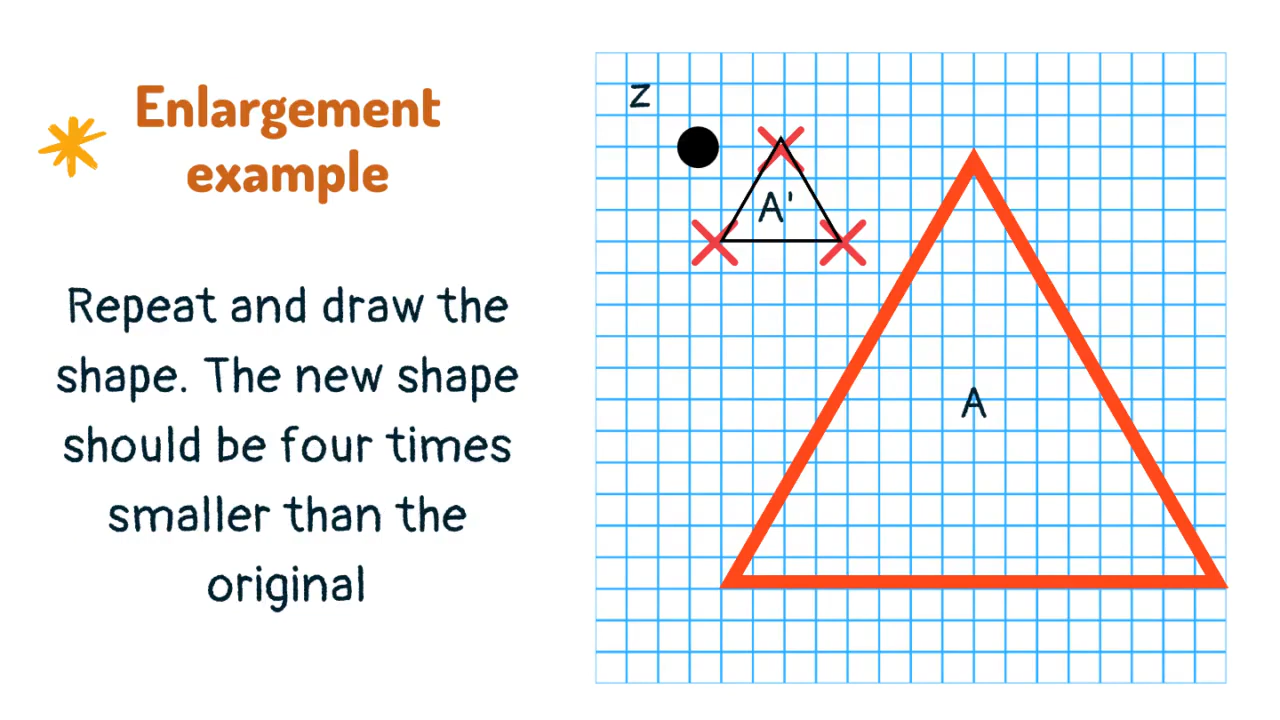 Enlargement
example
Repeat and draw the
shape. The new shape
should be four times
smaller than the
original
z
A'
A